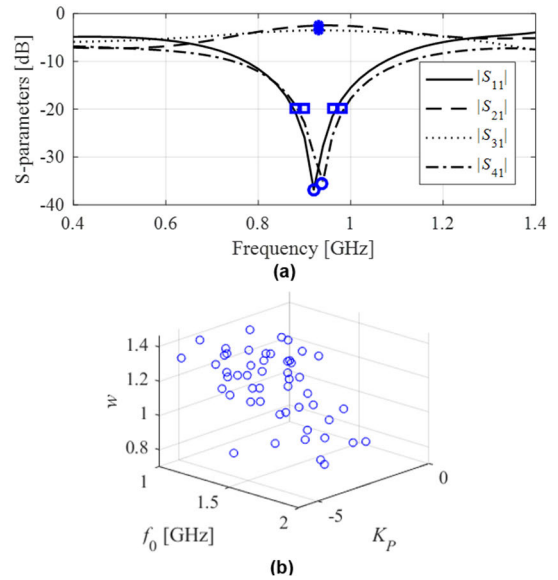 0
-10
-20
-30
-40
S-parameters [dB]
|S11|
|S21|
|S31|
|S41|
0.4 0.6 0.8 1 1.2 1.4
Frequency [GHz]
(a)
1.4
1.2
1
0.8
w
1 1.5 2
f0 [GHz]
-5 0
KP
(b)